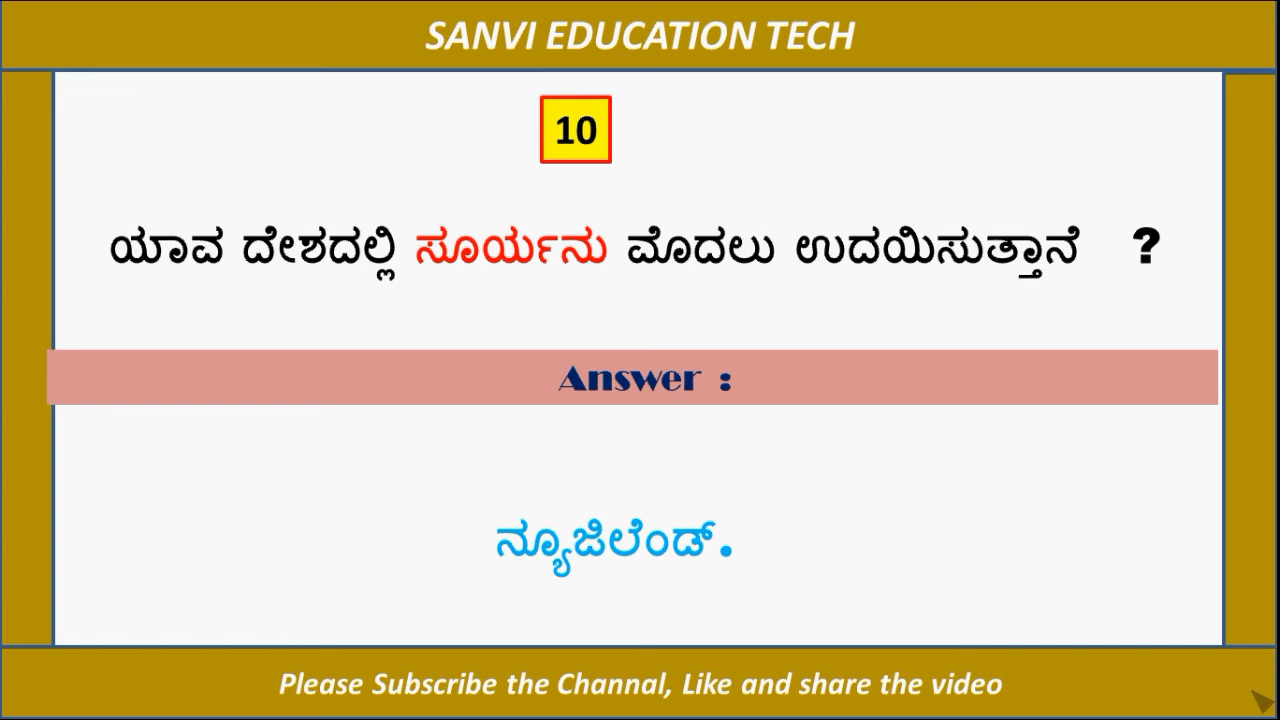 SANVI EDUCATION TECH
10
ಯಾವ ದೇಶದಲ್ಲಿ ಸೂರ್ಯನು ಮೊದಲು ಉದಯಿಸುತ್ತಾನೆ ?
Answer :
ನ್ಯೂಜಿಲೆಂಡ್.
Please Subscribe the Channal, Like and share the video